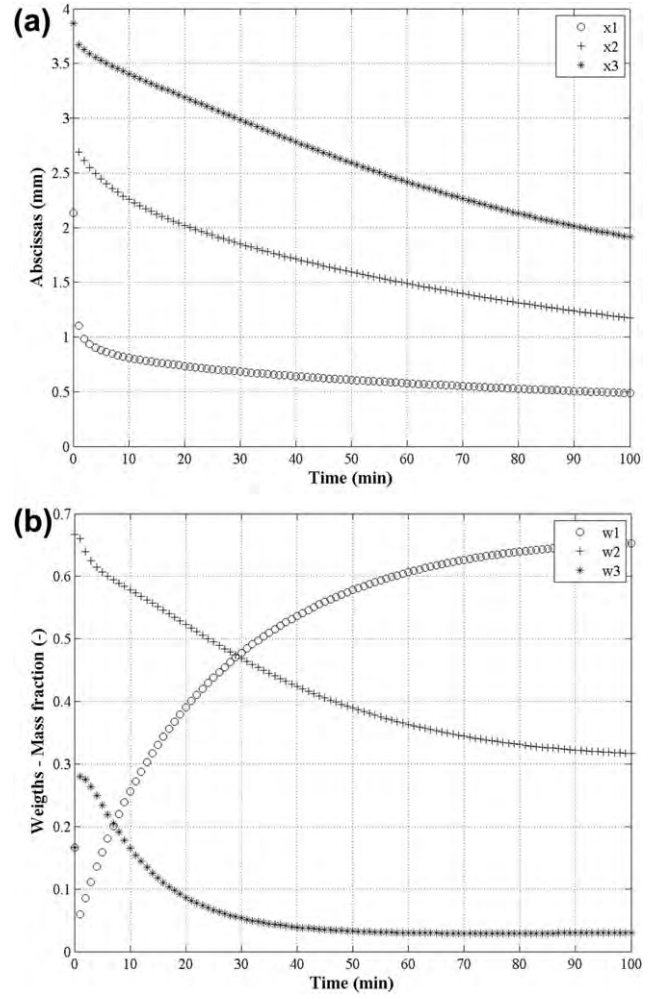 (a)
4
3.5
3
2.5
2
1.5
1
0.5
0
Abscissas (mm)
x1
x2
x3
0 10 20 30 40 50 60 70 80 90 100
Time (min)
(b)
0.7
0.6
0.5
0.4
0.3
0.2
0.1
0
Weigths - Mass fraction (-)
w1
w2
w3
0 10 20 30 40 50 60 70 80 90 100
Time (min)